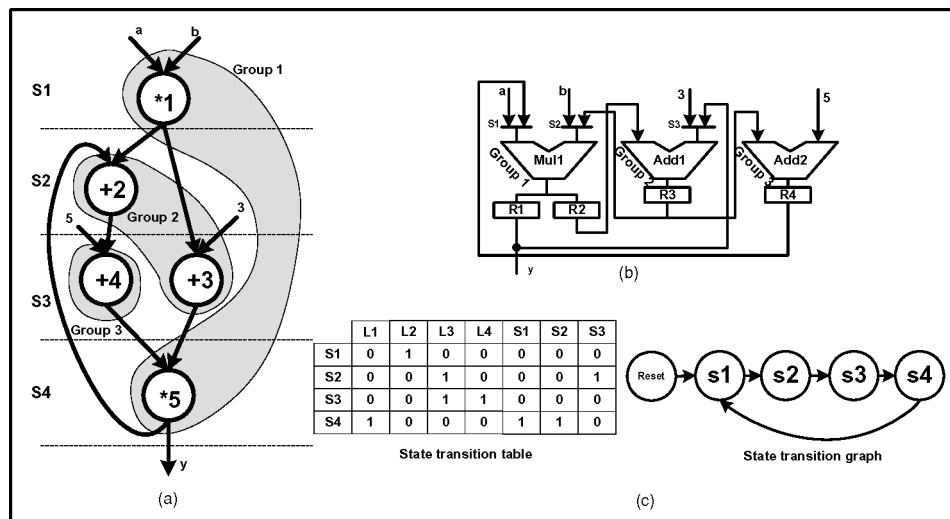 a
b
Group 1
S1
*1
S2
+2
Group 2
5
3
+4
+3
S3
Group 3
S4
*5
y
(a)
a
b
3
5
S1
S2
S3
Mul1
Add1
Add2
Group 1
Group 2
Group 3
R1
R2
R3
R4
y
(b)
L1 L2 L3 L4 S1 S2 S3
S1 0 1 0 0 0 0 0
S2 0 0 1 0 0 0 1
S3 0 0 1 1 0 0 0
S4 1 0 0 0 1 1 0
State transition table
Reset s1 s2 s3 s4
State transition graph
(c)